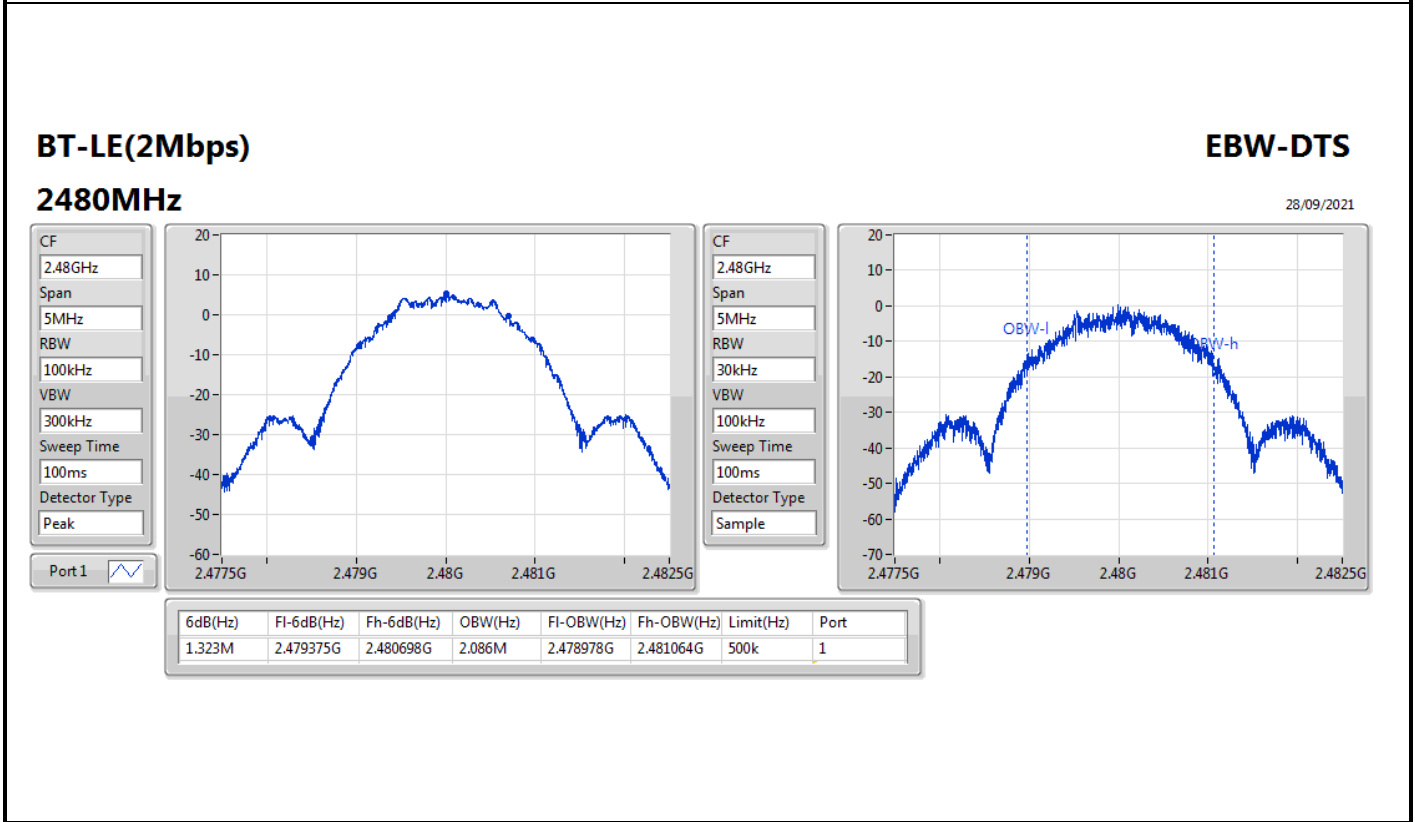 BT-LE(2Mbps)
EBW-DTS
2480MHz
28/09/2021
CF
2.48GHz
Span
5MHz
RBW
100kHz
VBW
300kHz
Sweep Time
100ms
Detector Type
Peak
Port 1
20
10
0
-10
-20
-30
-40
-50
-60
2.4775G 2.479G 2.48G 2.481G 2.4825G
CF
2.48GHz
Span
5MHz
RBW
30kHz
VBW
100kHz
Sweep Time
100ms
Detector Type
Sample
20
10
0
-10
-20
-30
-40
-50
-60
-70
OBW-l
OBW-h
2.4775G 2.479G 2.48G 2.481G 2.4825G
6dB(Hz) Fl-6dB(Hz) Fh-6dB(Hz) OBW(Hz) Fl-OBW(Hz) Fh-OBW(Hz) Limit(Hz) Port
1.323M 2.479375G 2.480698G 2.086M 2.478978G 2.481064G 500k 1